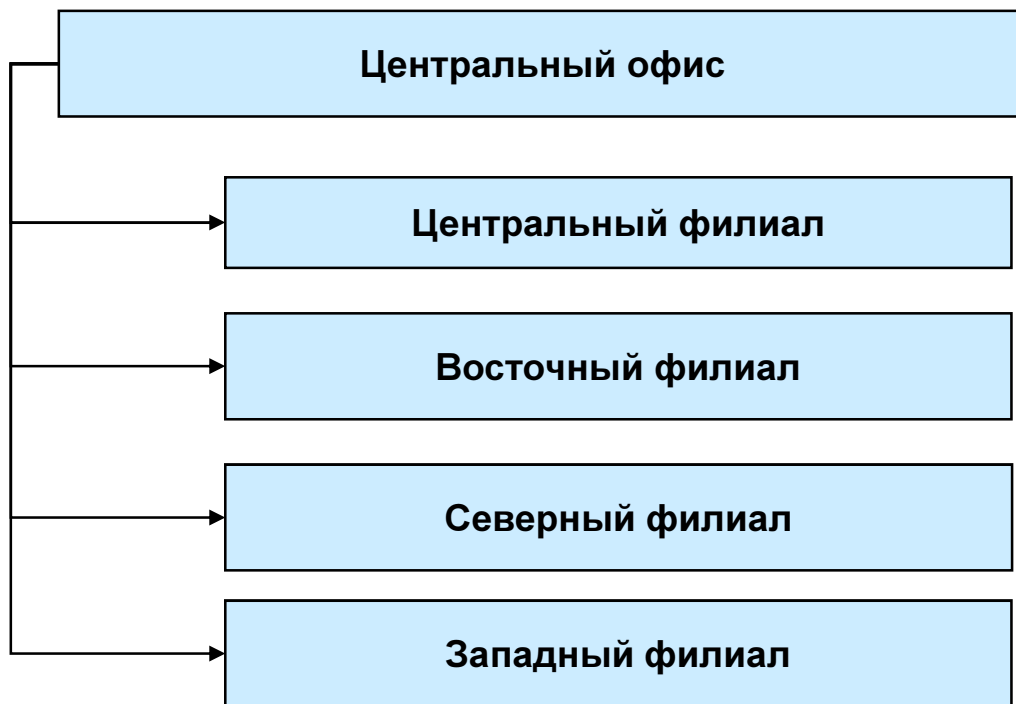 Центральный офис
Центральный филиал
Восточный филиал
Северный филиал
Западный филиал